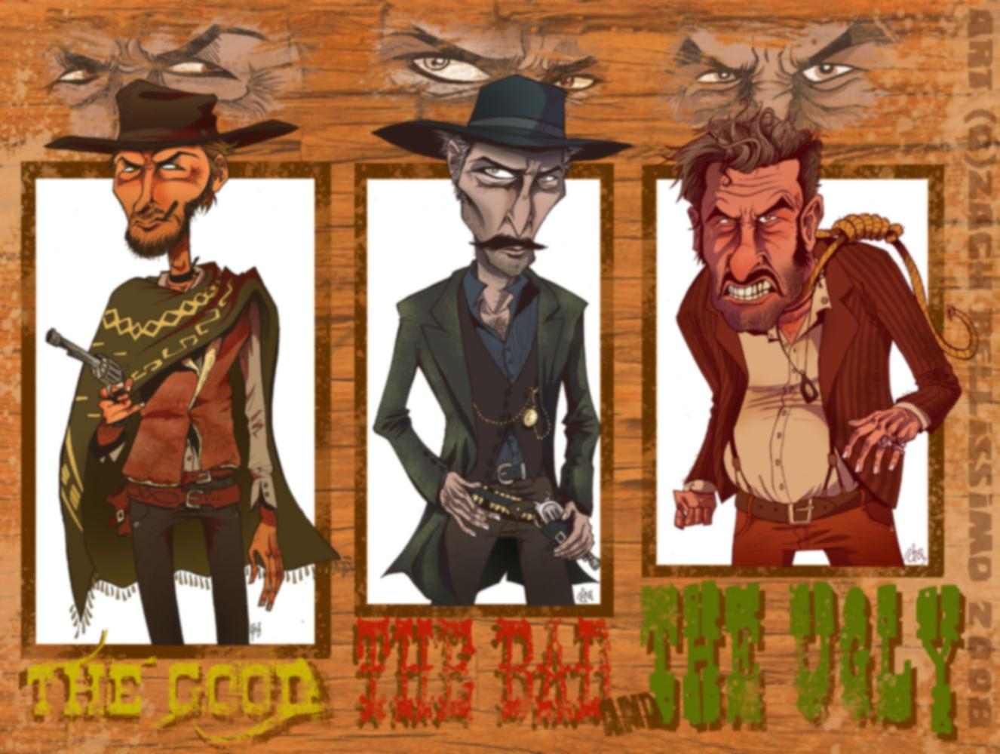 THE GOOD
THE BAD
AND
THE UGLY
ART (C) ZACH BELLISSIMO 2008